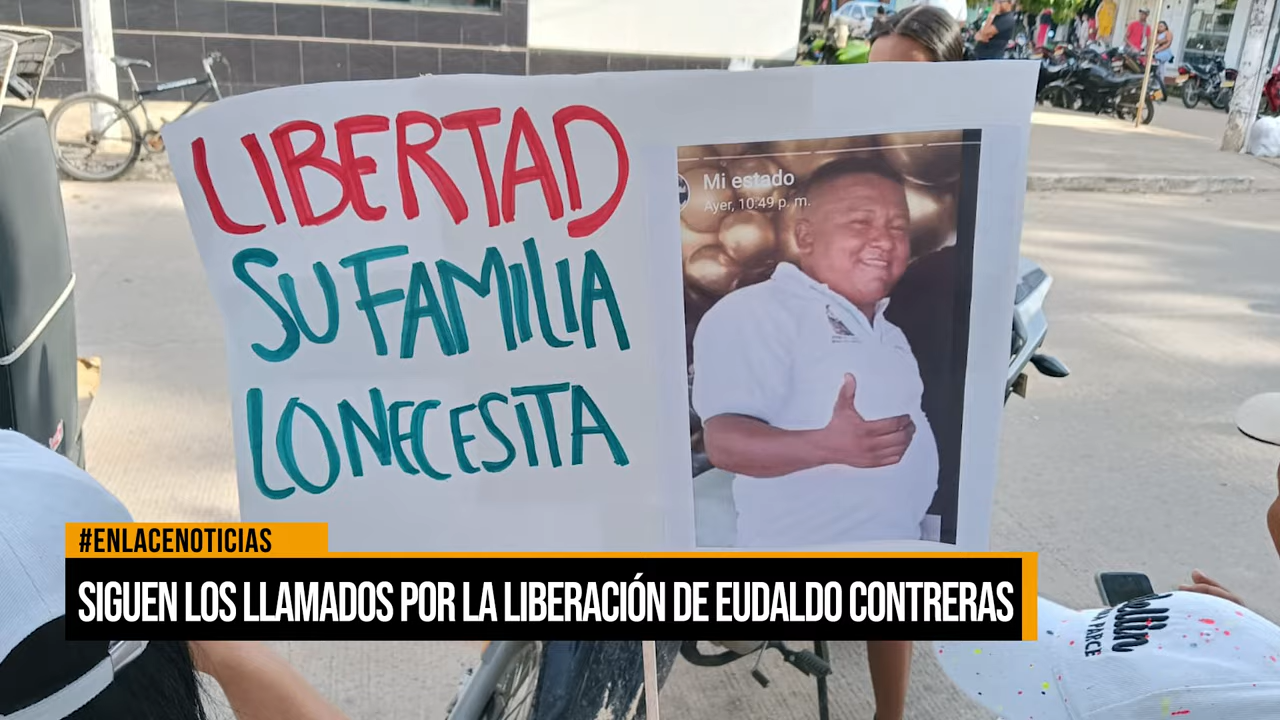 LIBERTAD
SU FAMILIA
LO NECESITA
Mi estado
Ayer, 10:49 p. m.
#ENLACENOTICIAS
SIGUEN LOS LLAMADOS POR LA LIBERACIÓN DE EUDALDO CONTRERAS
PARCE